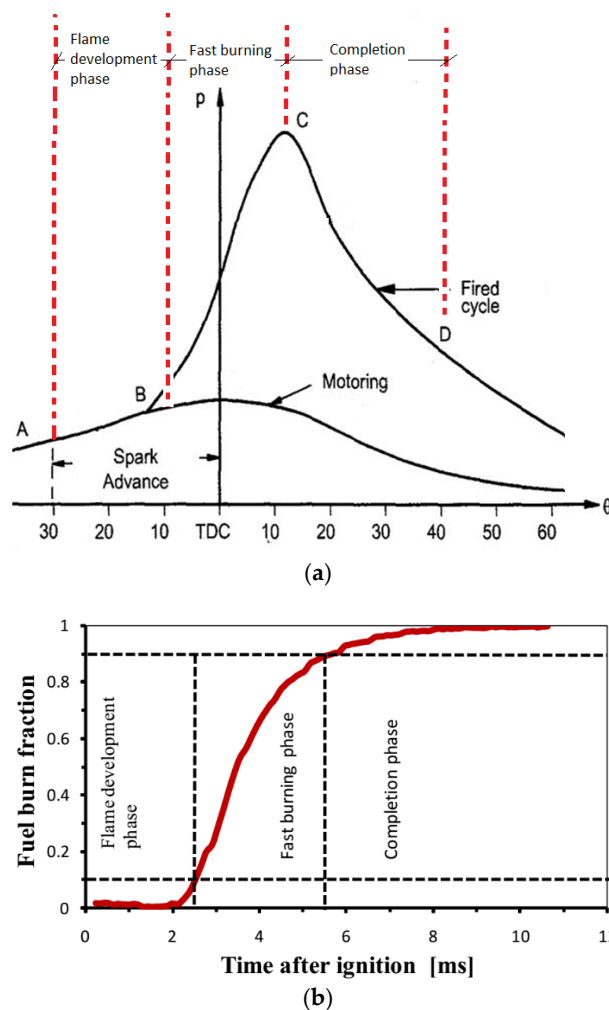 Flame
development
phase
Fast burning
phase
Completion
phase
p
C
Fired
cycle
D
B
Motoring
A
Spark
Advance
θ
30 20 10 TDC 10 20 30 40 50 60
(a)
1
0.8
0.6
0.4
0.2
0
Fuel burn fraction
Flame development
phase
Fast burning phase
Completion phase
0 2 4 6 8 10 12
Time after ignition [ms]
(b)